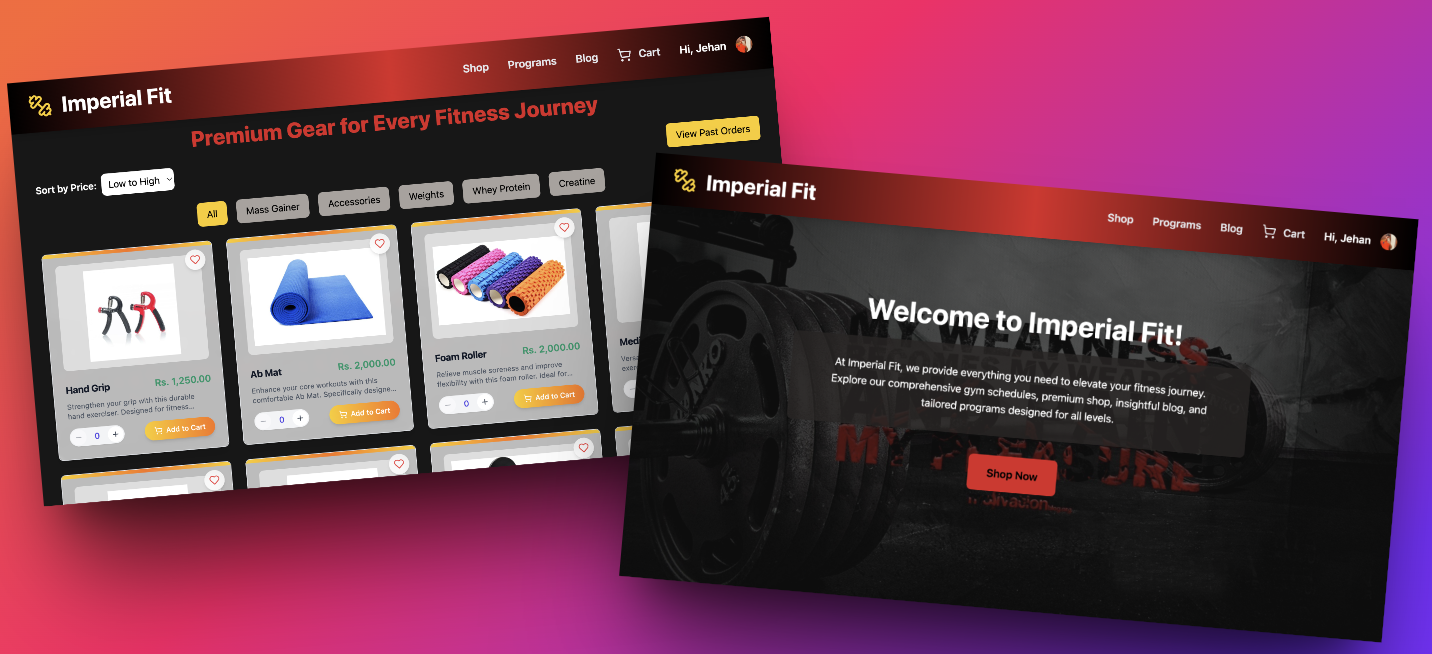 Imperial Fit
Shop Programs Blog Cart Hi, Jehan
Premium Gear for Every Fitness Journey
View Past Orders
Sort by Price: Low to High
All Mass Gainer Accessories Weights Whey Protein Creatine
Hand Grip Rs. 1,250.00
Strengthen your grip with this durable
hand exerciser. Designed for fitness...
− 0 + Add to Cart
Ab Mat Rs. 2,000.00
Enhance your core workouts with this
comfortable Ab Mat. Specifically designe...
− 0 + Add to Cart
Foam Roller Rs. 2,000.00
Relieve muscle soreness and improve
flexibility with this foam roller. Ideal for...
− 0 + Add to Cart
Imperial Fit
Shop Programs Blog Cart Hi, Jehan
Welcome to Imperial Fit!
MY WEAKNESS
At Imperial Fit, we provide everything you need to elevate your fitness journey.
Explore our comprehensive gym schedules, premium shop, insightful blog, and
tailored programs designed for all levels.
Shop Now